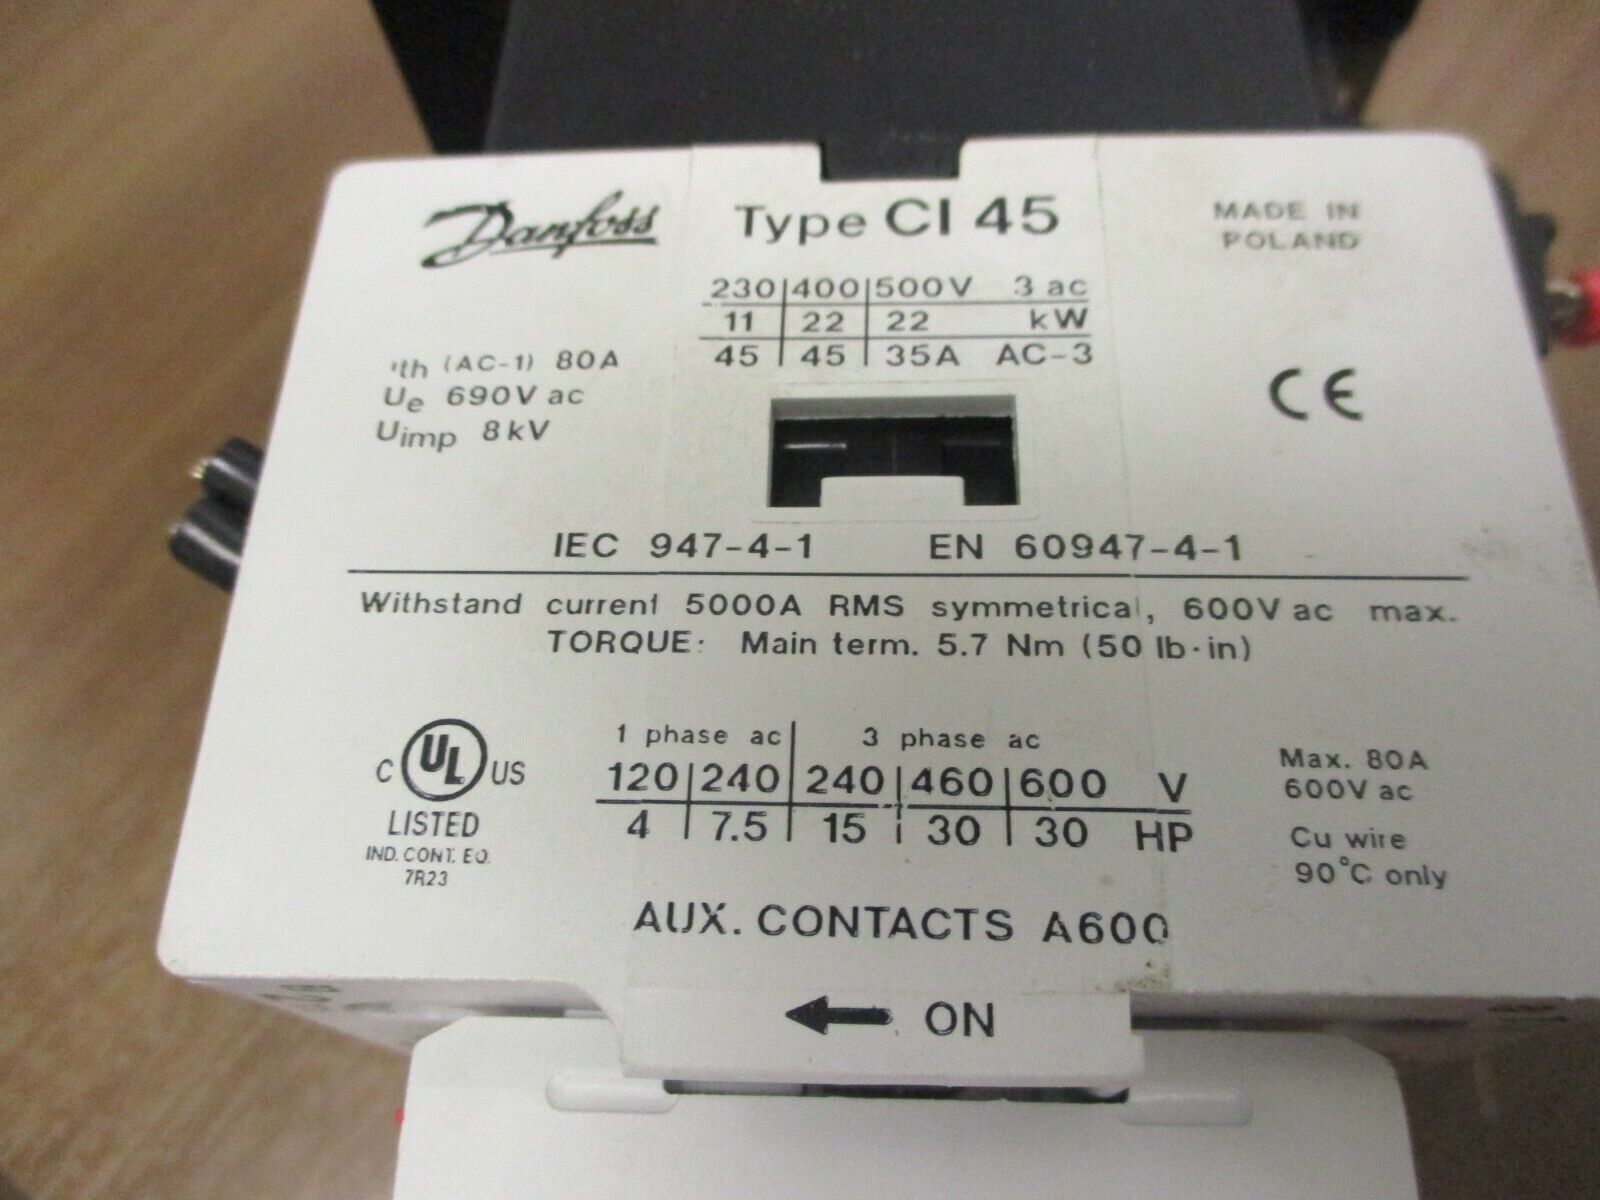 Danfoss
Type CI 45
MADE IN
POLAND
230 400 500V 3 ac
11 22 22 kW
45 45 35A AC-3
Ith (AC-1) 80A
Ue 690V ac
Uimp 8kV
CE
IEC 947-4-1 EN 60947-4-1
Withstand current 5000A RMS symmetrical, 600V ac max.
TORQUE: Main term. 5.7 Nm (50 lb·in)
1 phase ac 3 phase ac
120 240 240 460 600 V
4 7.5 15 30 30 HP
C UL US
LISTED
IND. CONT. EQ.
7R23
Max. 80A
600V ac
Cu wire
90°C only
AUX. CONTACTS A600
← ON